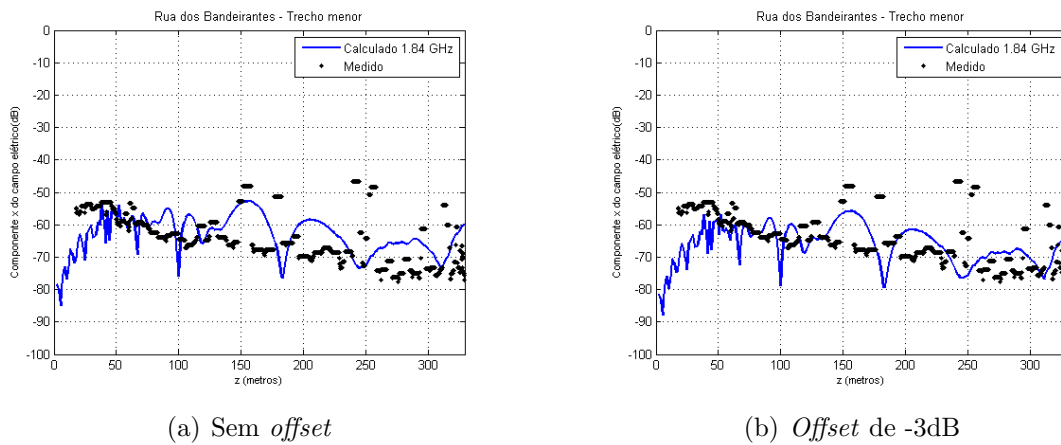 Rua dos Bandeirantes - Trecho menor
Calculado 1.84 GHz
Medido
Componente x do campo elétrico(dB)
0
-10
-20
-30
-40
-50
-60
-70
-80
-90
-100
0 50 100 150 200 250 300
z (metros)
(a) Sem offset
Rua dos Bandeirantes - Trecho menor
Calculado 1.84 GHz
Medido
Componente x do campo elétrico(dB)
0
-10
-20
-30
-40
-50
-60
-70
-80
-90
-100
0 50 100 150 200 250 300
z (metros)
(b) Offset de -3dB